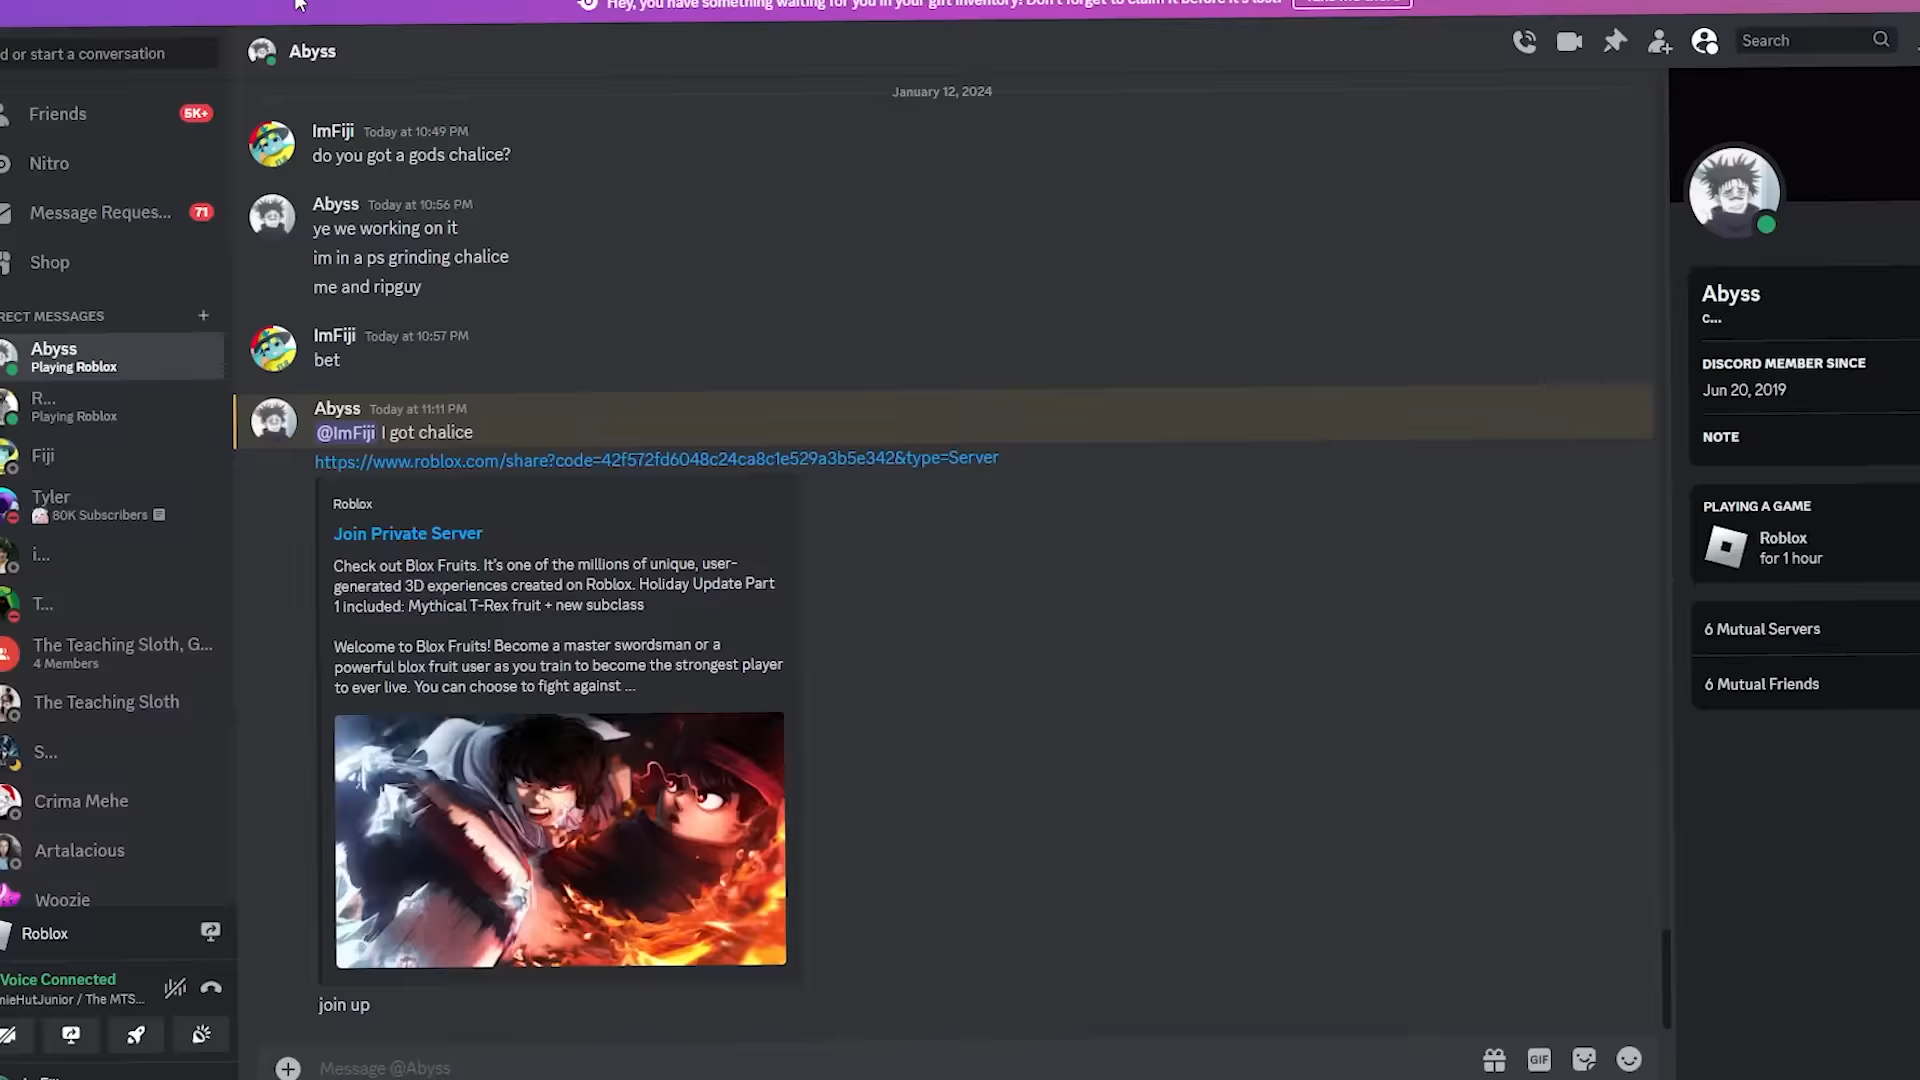 Hey, you have something waiting for you in your gift inventory! Don't forget to claim it before it's lost!
d or start a conversation
Friends
5K+
Nitro
Message Reques...
71
Shop
RECT MESSAGES
Abyss
Playing Roblox
R...
Playing Roblox
Fiji
Tyler
80K Subscribers
i...
T...
The Teaching Sloth, G...
4 Members
The Teaching Sloth
S...
Crima Mehe
Artalacious
Woozie
Roblox
Voice Connected
mieHutJunior / The MTS...
Abyss
Search
January 12, 2024
ImFiji Today at 10:49 PM
do you got a gods chalice?
Abyss Today at 10:56 PM
ye we working on it
im in a ps grinding chalice
me and ripguy
ImFiji Today at 10:57 PM
bet
Abyss Today at 11:11 PM
@ImFiji I got chalice
https://www.roblox.com/share?code=42f572fd6048c24ca8c1e529a3b5e342&type=Server
Roblox
Join Private Server
Check out Blox Fruits. It's one of the millions of unique, user-
generated 3D experiences created on Roblox. Holiday Update Part
1 included: Mythical T-Rex fruit + new subclass
Welcome to Blox Fruits! Become a master swordsman or a
powerful blox fruit user as you train to become the strongest player
to ever live. You can choose to fight against ...
join up
Message @Abyss
GIF
Abyss
c...
DISCORD MEMBER SINCE
Jun 20, 2019
NOTE
PLAYING A GAME
Roblox
for 1 hour
6 Mutual Servers
6 Mutual Friends